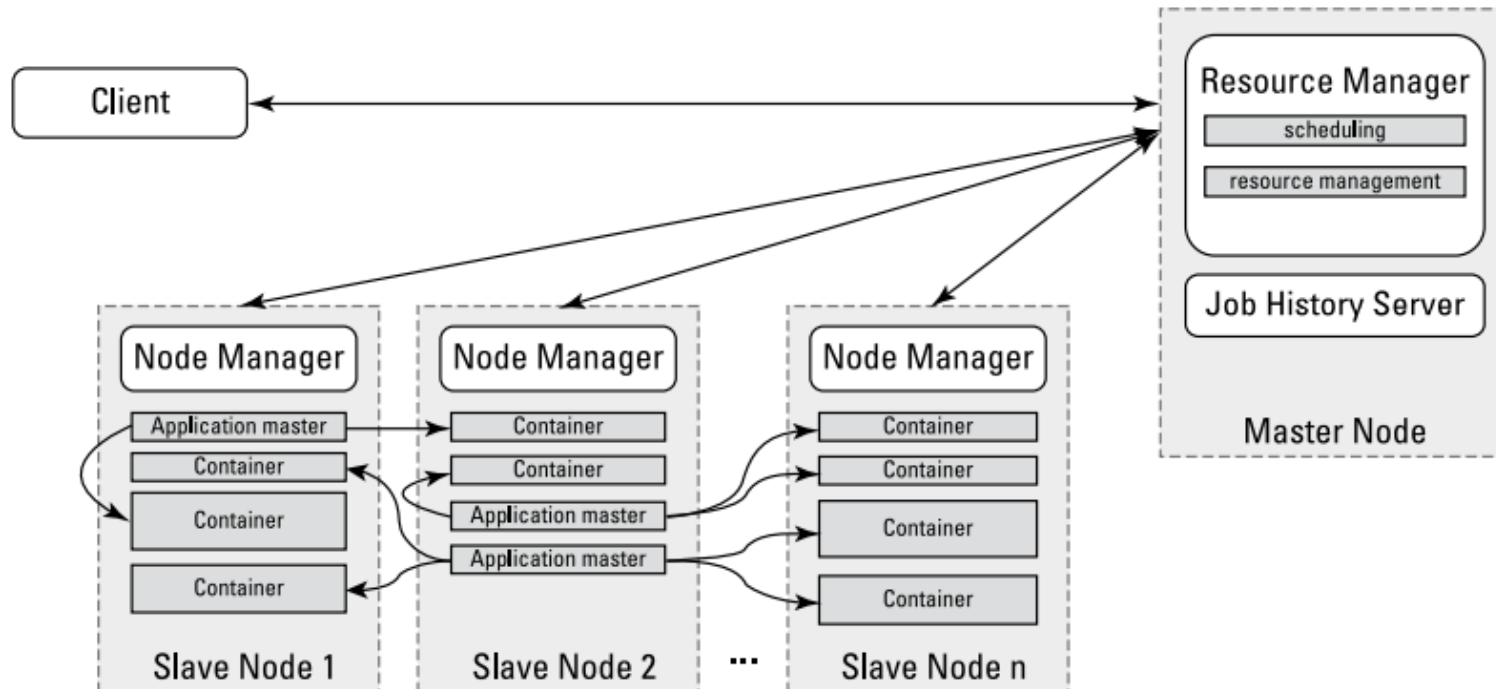 Client
Resource Manager
scheduling
resource management
Job History Server
Master Node
Node Manager
Application master
Container
Container
Container
Slave Node 1
Node Manager
Container
Container
Application master
Application master
Slave Node 2
...
Node Manager
Container
Container
Container
Container
Slave Node n